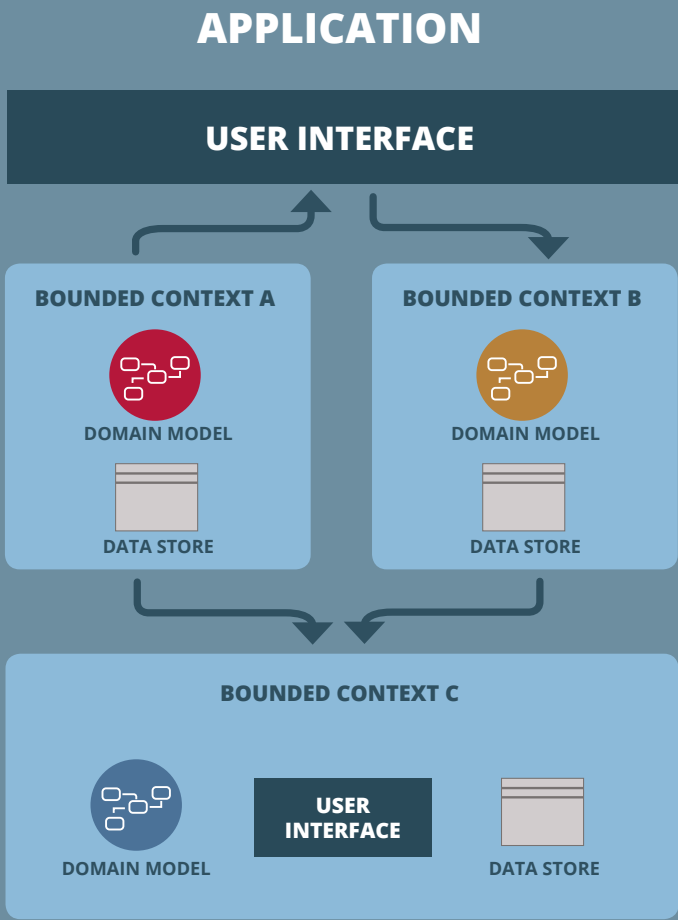 APPLICATION
USER INTERFACE
BOUNDED CONTEXT A
DOMAIN MODEL
DATA STORE
BOUNDED CONTEXT B
DOMAIN MODEL
DATA STORE
BOUNDED CONTEXT C
DOMAIN MODEL
USER
INTERFACE
DATA STORE